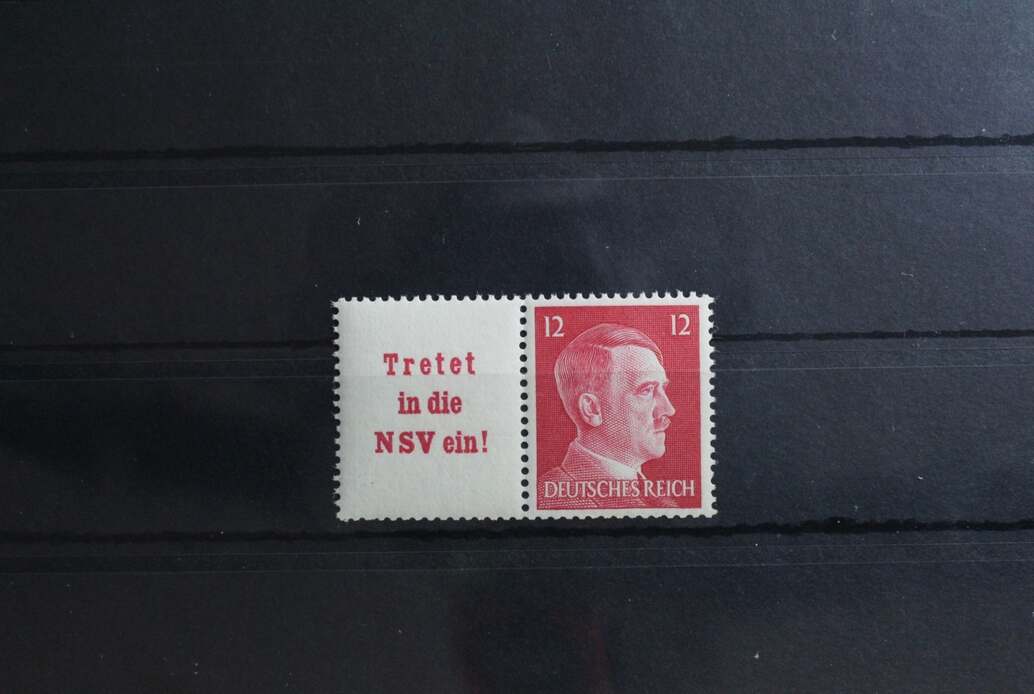 Tretet
in die
NSV ein!
12 12
DEUTSCHES REICH